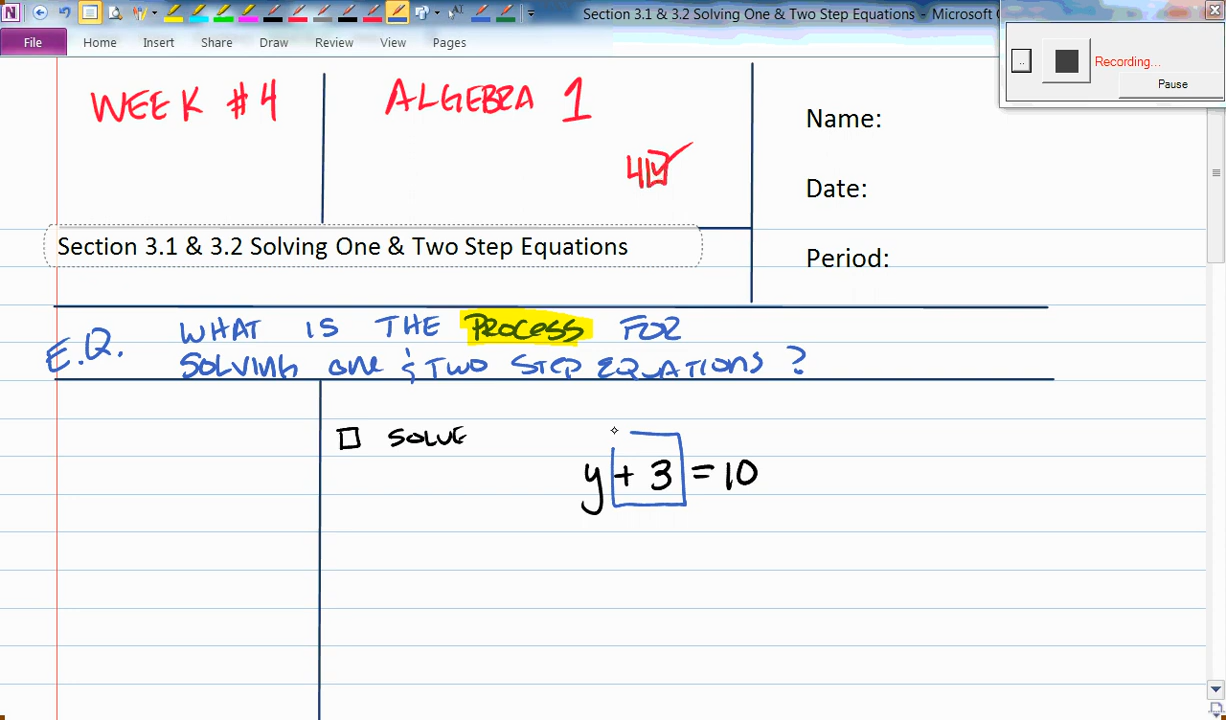 Section 3.1 & 3.2 Solving One & Two Step Equations - Microsoft
File Home Insert Share Draw Review View Pages
Recording...
Pause
WEEK #4
ALGEBRA 1
Name:
Date:
Section 3.1 & 3.2 Solving One & Two Step Equations
Period:
E.Q. WHAT IS THE PROCESS FOR
SOLVING ONE & TWO STEP EQUATIONS?
SOLVE
y + 3 = 10